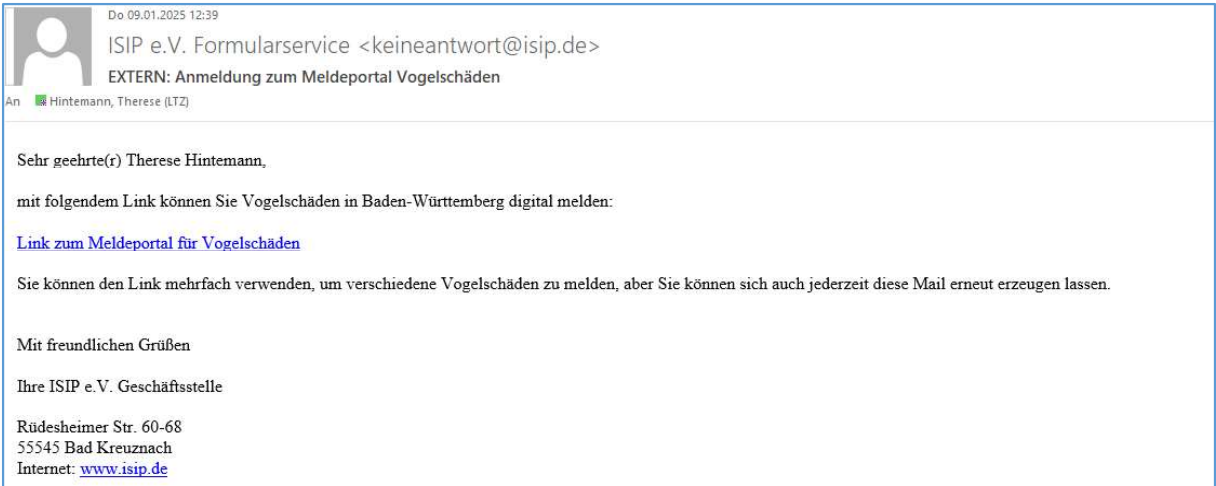 Do 09.01.2025 12:39
ISIP e.V. Formularservice <keineantwort@isip.de>
EXTERN: Anmeldung zum Meldeportal Vogelschäden
An Hintemann, Therese (LTZ)
Sehr geehrte(r) Therese Hintemann,
mit folgendem Link können Sie Vogelschäden in Baden-Württemberg digital melden:
Link zum Meldeportal für Vogelschäden
Sie können den Link mehrfach verwenden, um verschiedene Vogelschäden zu melden, aber Sie können sich auch jederzeit diese Mail erneut erzeugen lassen.
Mit freundlichen Grüßen
Ihre ISIP e.V. Geschäftsstelle
Rüdesheimer Str. 60-68
55545 Bad Kreuznach
Internet: www.isip.de